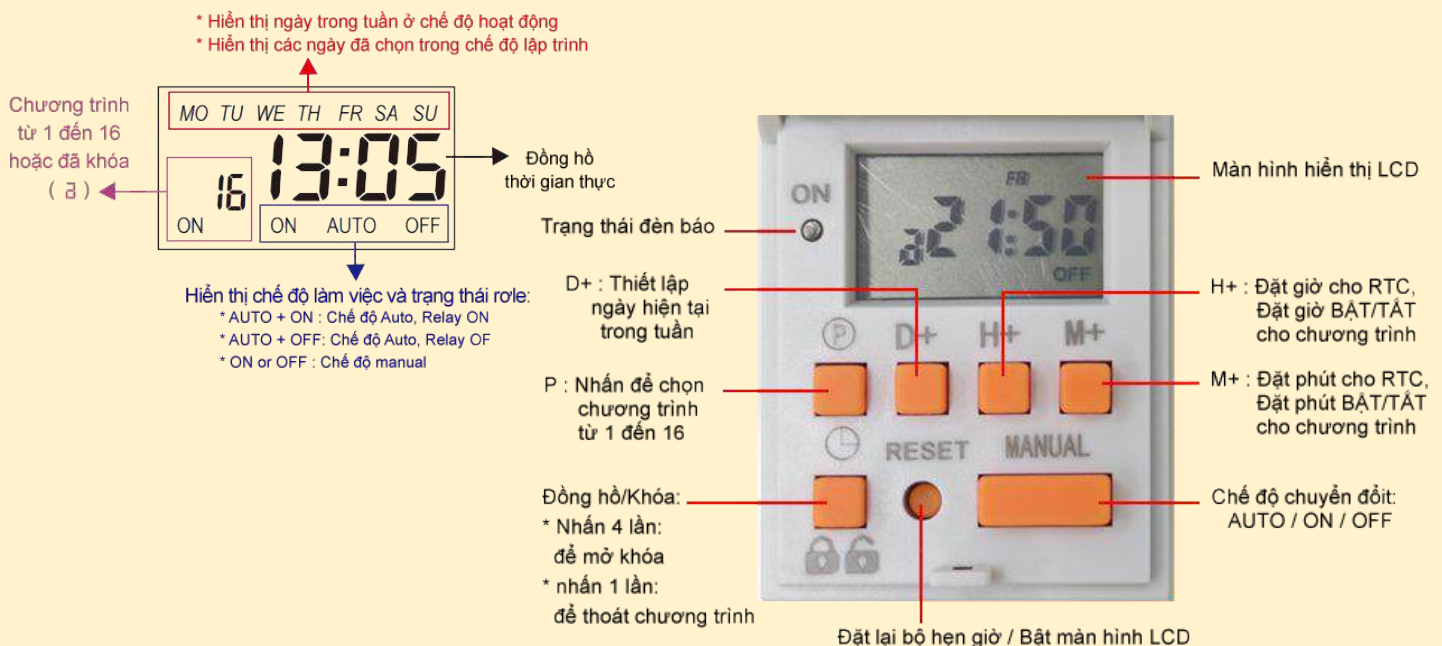 * Hiển thị ngày trong tuần ở chế độ hoạt động
* Hiển thị các ngày đã chọn trong chế độ lập trình
Chương trình
từ 1 đến 16
hoặc đã khóa
( a )
MO TU WE TH FR SA SU
13:05
16
ON
ON AUTO OFF
Đồng hồ
thời gian thực
Hiển thị chế độ làm việc và trạng thái rơle:
* AUTO + ON : Chế độ Auto, Relay ON
* AUTO + OFF: Chế độ Auto, Relay OF
* ON or OFF : Chế độ manual
Trạng thái đèn báo
D+ : Thiết lập
ngày hiện tại
trong tuần
P : Nhấn để chọn
chương trình
từ 1 đến 16
Đồng hồ/Khóa:
* Nhấn 4 lần:
để mở khóa
* nhấn 1 lần:
để thoát chương trình
ON
FR
a 21:50
OFF
P D+ H+ M+
RESET MANUAL
Màn hình hiển thị LCD
H+ : Đặt giờ cho RTC,
Đặt giờ BẬT/TẮT
cho chương trình
M+ : Đặt phút cho RTC,
Đặt phút BẬT/TẮT
cho chương trình
Chế độ chuyển đổit:
AUTO / ON / OFF
Đặt lại bộ hẹn giờ / Bật màn hình LCD